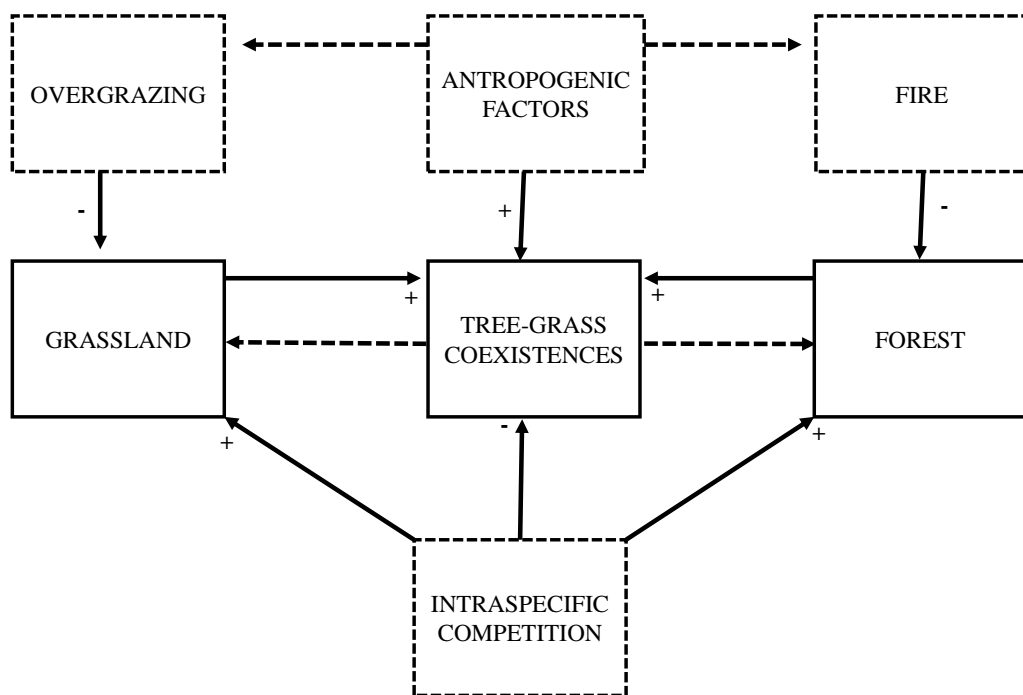 OVERGRAZING
ANTROPOGENIC
FACTORS
FIRE
-
+
-
GRASSLAND
+
TREE-GRASS
COEXISTENCES
+
FOREST
+
-
+
INTRASPECIFIC
COMPETITION